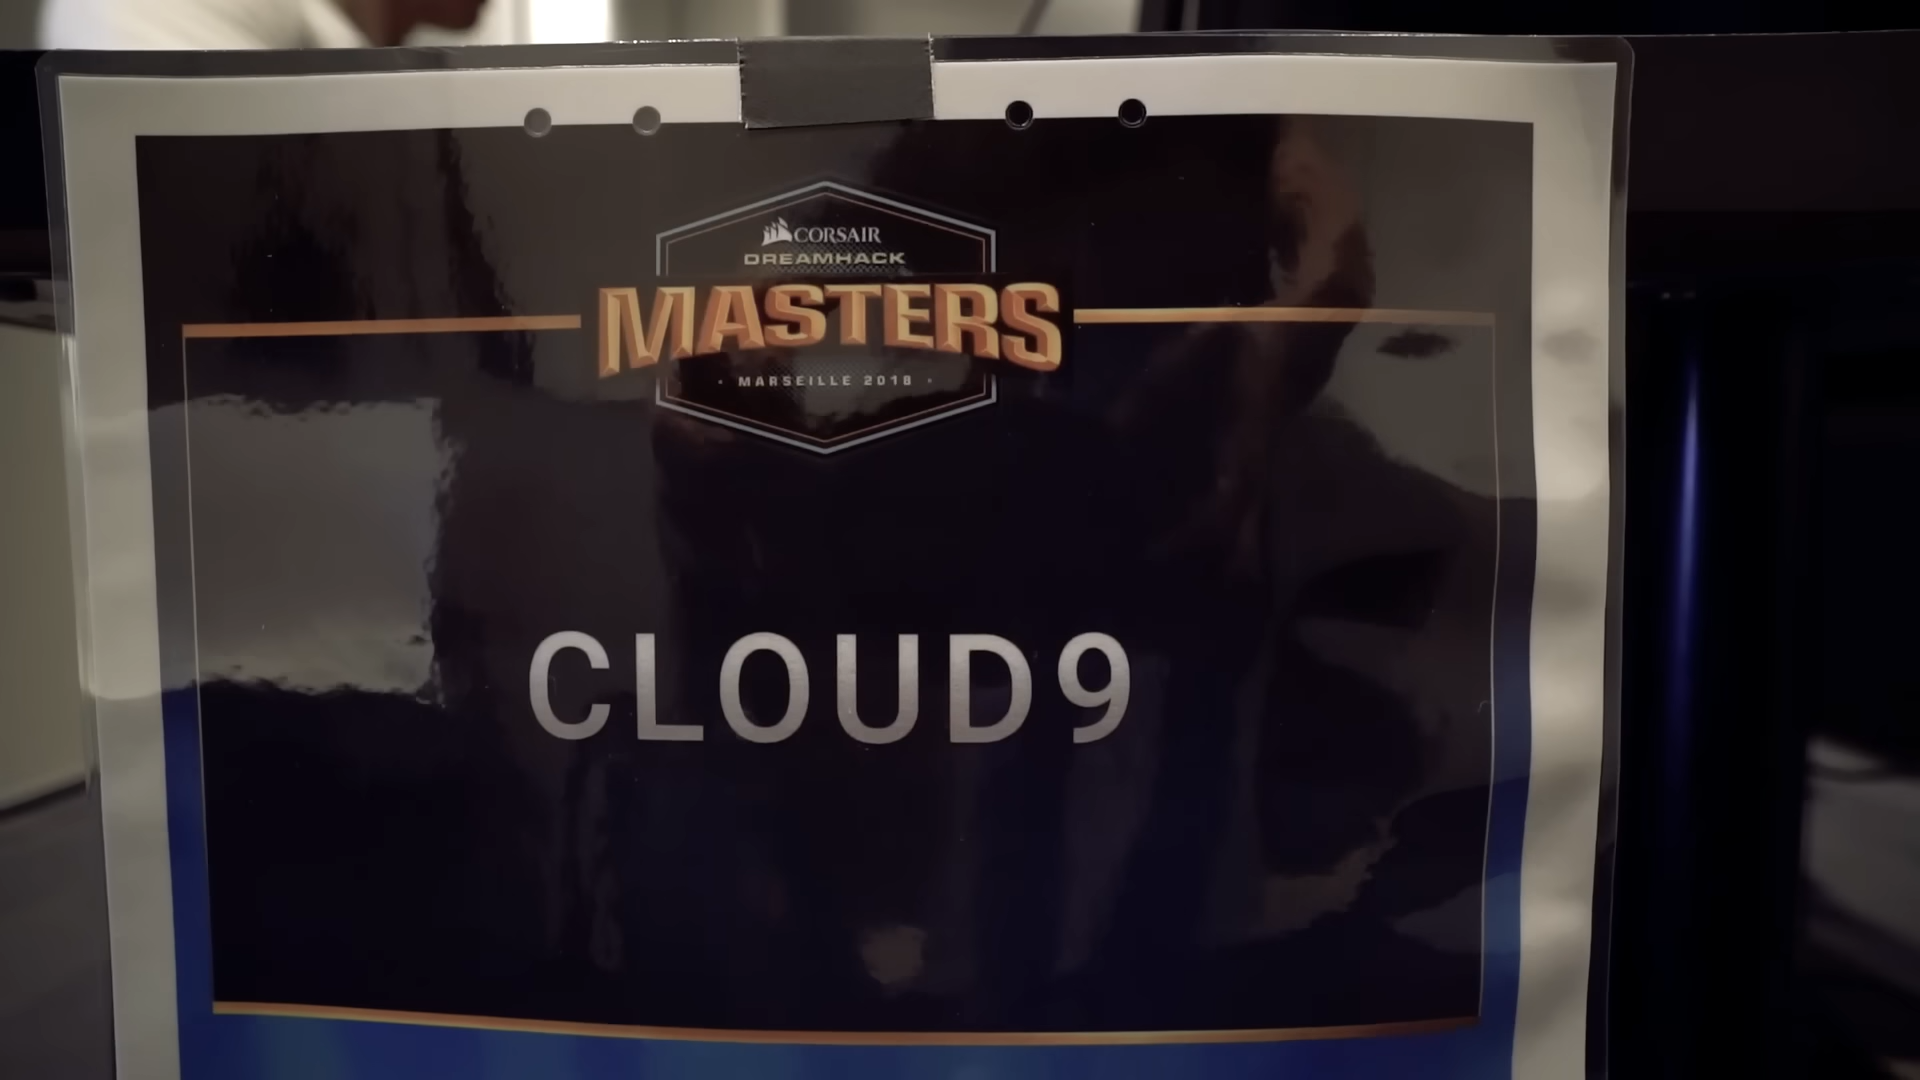 CORSAIR
DREAMHACK
MASTERS
· MARSEILLE 2018 ·
CLOUD9